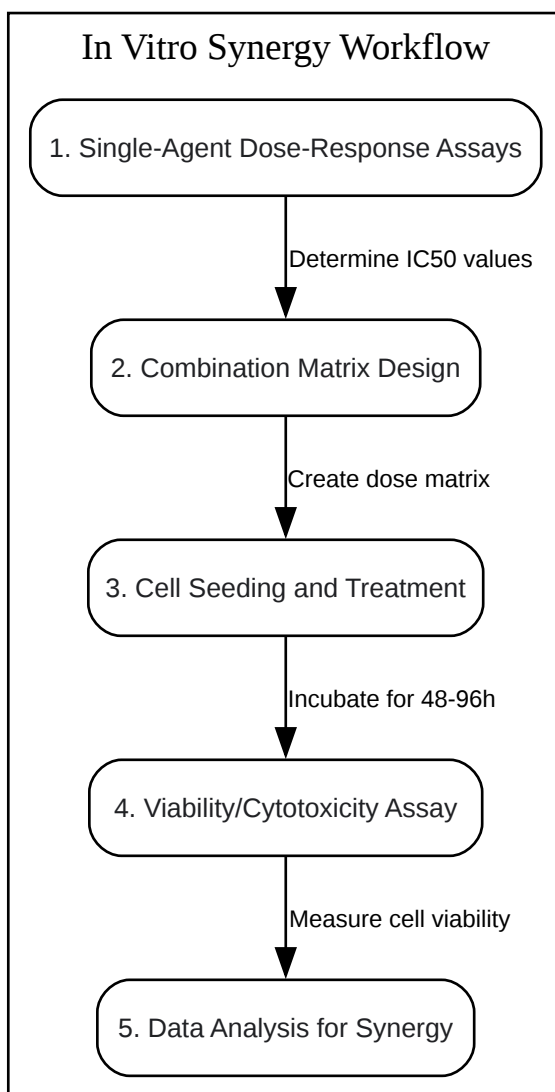 In Vitro Synergy Workflow
1. Single-Agent Dose-Response Assays
Determine IC50 values
2. Combination Matrix Design
Create dose matrix
3. Cell Seeding and Treatment
Incubate for 48-96h
4. Viability/Cytotoxicity Assay
Measure cell viability
5. Data Analysis for Synergy